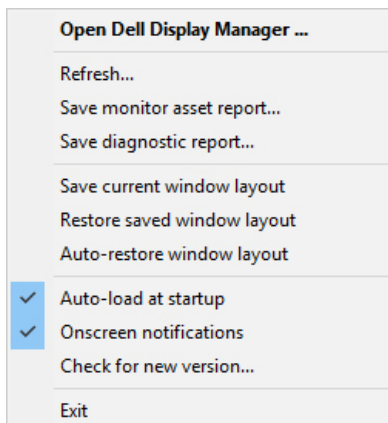 Open Dell Display Manager ...
Refresh...
Save monitor asset report...
Save diagnostic report...
Save current window layout
Restore saved window layout
Auto-restore window layout
Auto-load at startup
Onscreen notifications
Check for new version...
Exit